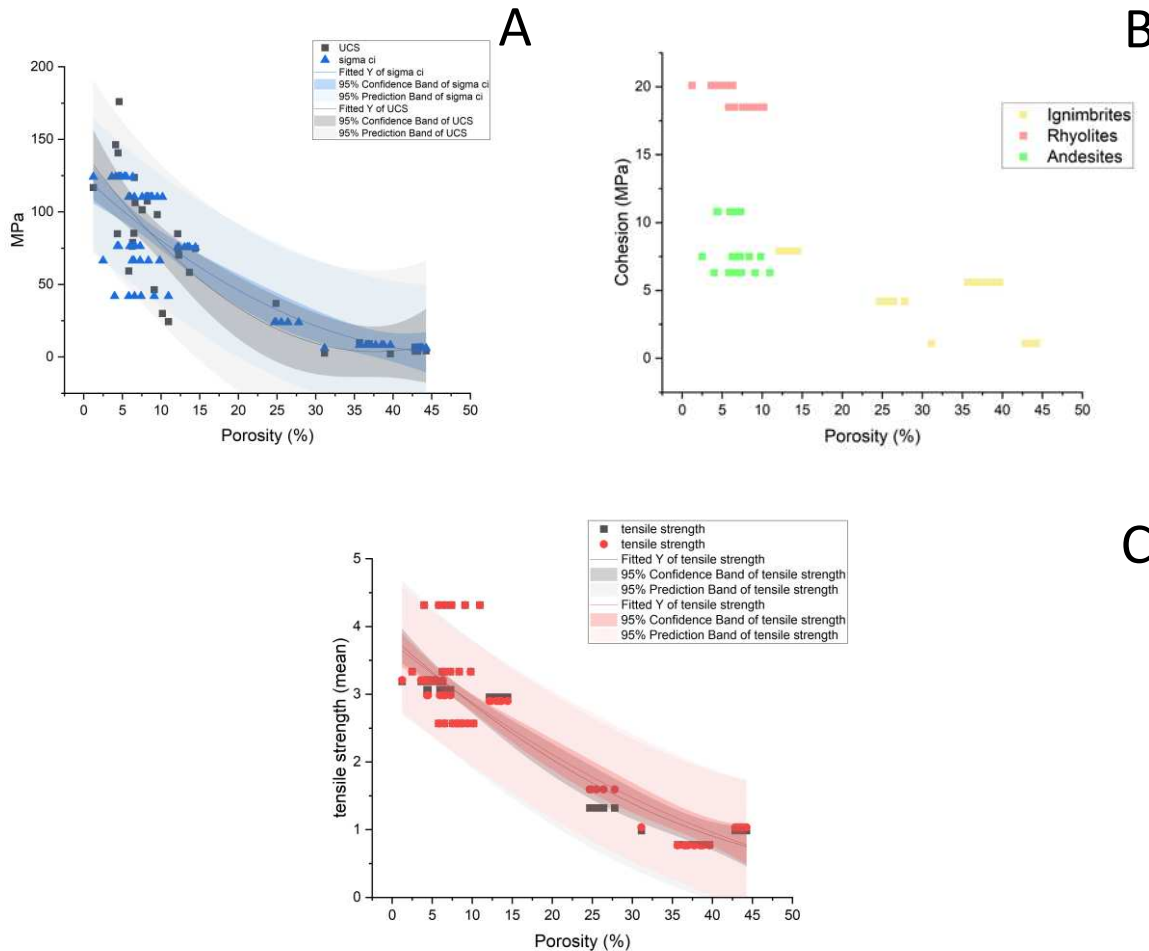 A
UCS
sigma ci
Fitted Y of sigma ci
95% Confidence Band of sigma ci
95% Prediction Band of sigma ci
Fitted Y of UCS
95% Confidence Band of UCS
95% Prediction Band of UCS
200
150
100
50
0
MPa
0 5 10 15 20 25 30 35 40 45 50
Porosity (%)
B
Ignimbrites
Rhyolites
Andesites
20
15
10
5
0
Cohesion (MPa)
0 5 10 15 20 25 30 35 40 45 50
Porosity (%)
C
tensile strength
tensile strength
Fitted Y of tensile strength
95% Confidence Band of tensile strength
95% Prediction Band of tensile strength
Fitted Y of tensile strength
95% Confidence Band of tensile strength
95% Prediction Band of tensile strength
5
4
3
2
1
0
tensile strength (mean)
0 5 10 15 20 25 30 35 40 45 50
Porosity (%)